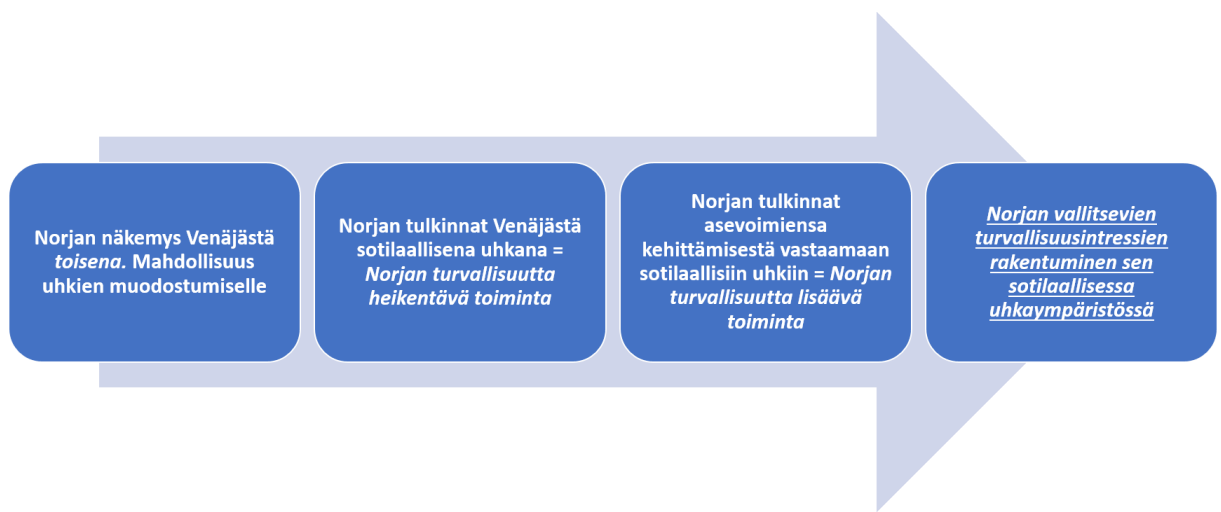 Norjan näkemys Venäjästä
toisena. Mahdollisuus
uhkien muodostumiselle
Norjan tulkinnat Venäjästä
sotilaallisena uhkana =
Norjan turvallisuutta
heikentävä toiminta
Norjan tulkinnat
asevoimiensa
kehittämisestä vastaamaan
sotilaallisiin uhkiin = Norjan
turvallisuutta lisäävä
toiminta
Norjan vallitsevien
turvallisuusintressien
rakentuminen sen
sotilaallisessa
uhkaympäristössä